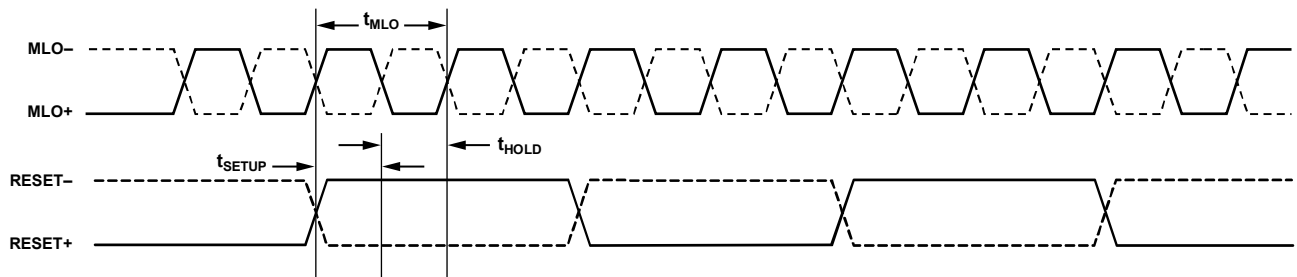 tMLO
MLO–
MLO+
tHOLD
tSETUP
RESET–
RESET+